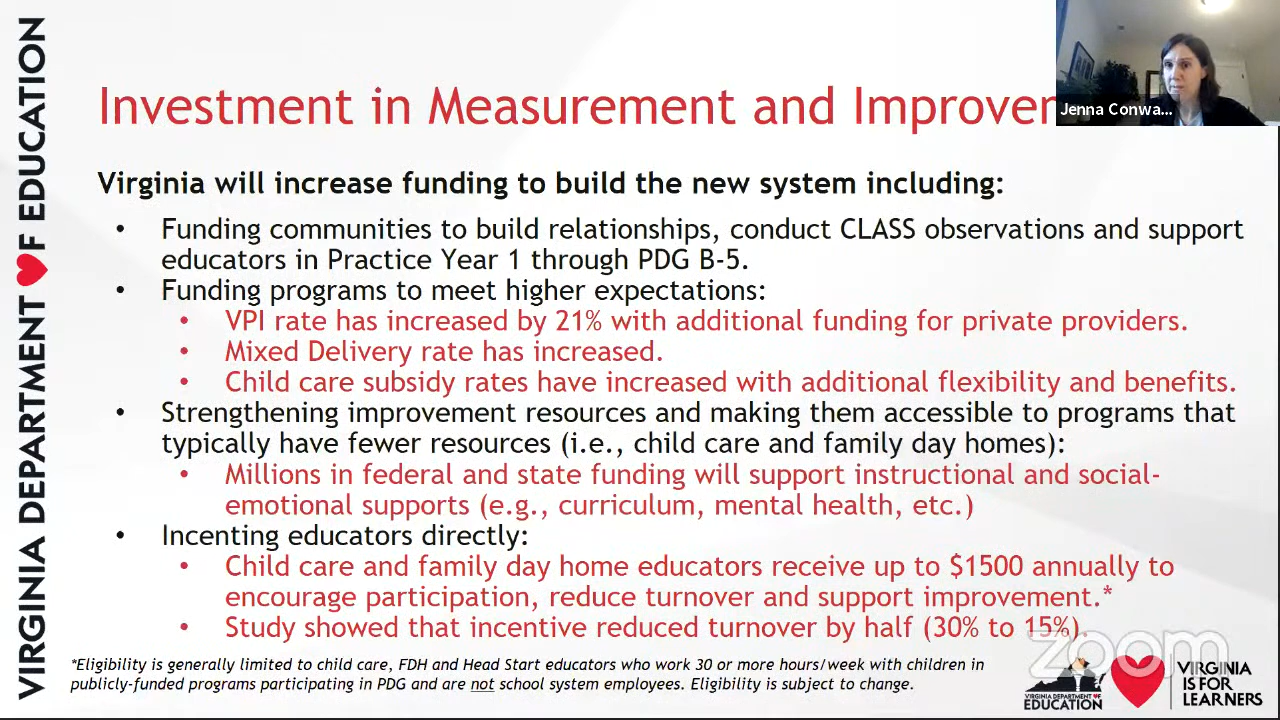 VIRGINIA DEPARTMENT OF EDUCATION
Investment in Measurement and Improvem
Jenna Conwa...
Virginia will increase funding to build the new system including:
• Funding communities to build relationships, conduct CLASS observations and support
educators in Practice Year 1 through PDG B-5.
• Funding programs to meet higher expectations:
• VPI rate has increased by 21% with additional funding for private providers.
• Mixed Delivery rate has increased.
• Child care subsidy rates have increased with additional flexibility and benefits.
• Strengthening improvement resources and making them accessible to programs that
typically have fewer resources (i.e., child care and family day homes):
• Millions in federal and state funding will support instructional and social-
emotional supports (e.g., curriculum, mental health, etc.)
• Incenting educators directly:
• Child care and family day home educators receive up to $1500 annually to
encourage participation, reduce turnover and support improvement.*
• Study showed that incentive reduced turnover by half (30% to 15%).
zoom
*Eligibility is generally limited to child care, FDH and Head Start educators who work 30 or more hours/week with children in
publicly-funded programs participating in PDG and are not school system employees. Eligibility is subject to change.
VIRGINIA DEPARTMENT OF
EDUCATION
VIRGINIA
IS FOR
LEARNERS